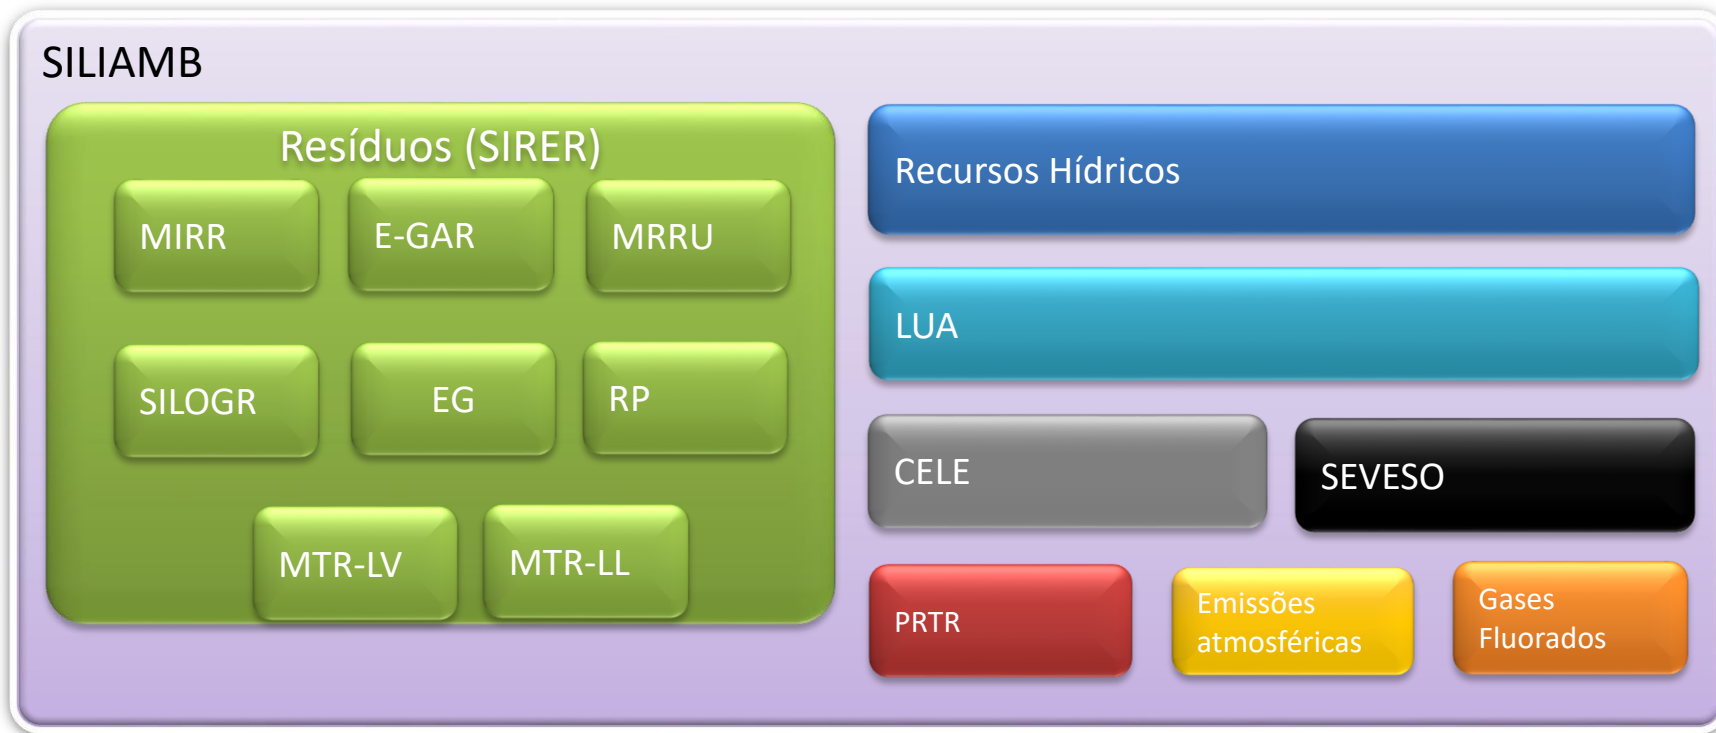 SILIAMB
Resíduos (SIRER)
MIRR
E-GAR
MRRU
SILOGR
EG
RP
MTR-LV
MTR-LL
Recursos Hídricos
LUA
CELE
SEVESO
PRTR
Emissões
atmosféricas
Gases
Fluorados